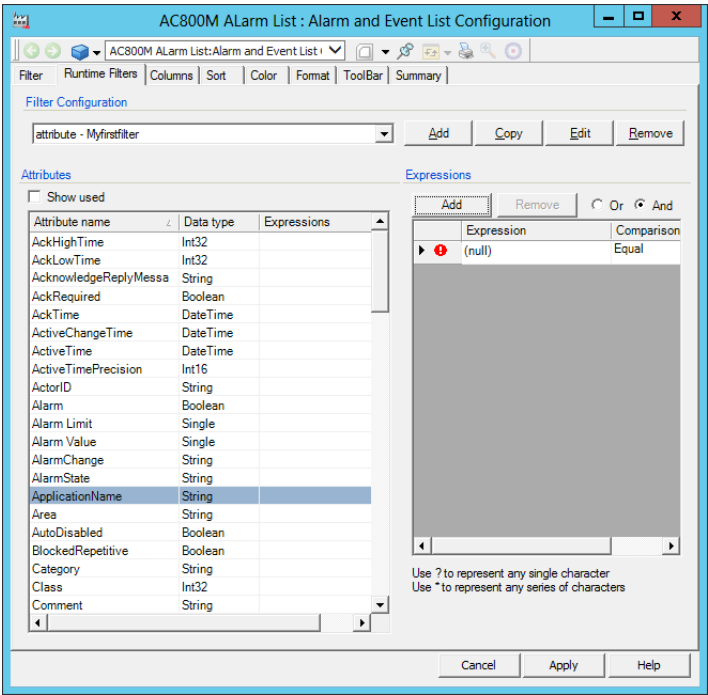 AC800M ALarm List : Alarm and Event List Configuration
AC800M ALarm List:Alarm and Event List (
Filter Runtime Filters Columns Sort Color Format ToolBar Summary
Filter Configuration
attribute - Myfirstfilter
Add Copy Edit Remove
Attributes
Show used
Attribute name Data type Expressions
AckHighTime Int32
AckLowTime Int32
AcknowledgeReplyMessa String
AckRequired Boolean
AckTime DateTime
ActiveChangeTime DateTime
ActiveTime DateTime
ActiveTimePrecision Int16
ActorID String
Alarm Boolean
Alarm Limit Single
Alarm Value Single
AlarmChange String
AlarmState String
ApplicationName String
Area String
AutoDisabled Boolean
BlockedRepetitive Boolean
Category String
Class Int32
Comment String
Expressions
Add Remove Or And
Expression Comparison
(null) Equal
Use ? to represent any single character
Use * to represent any series of characters
Cancel Apply Help